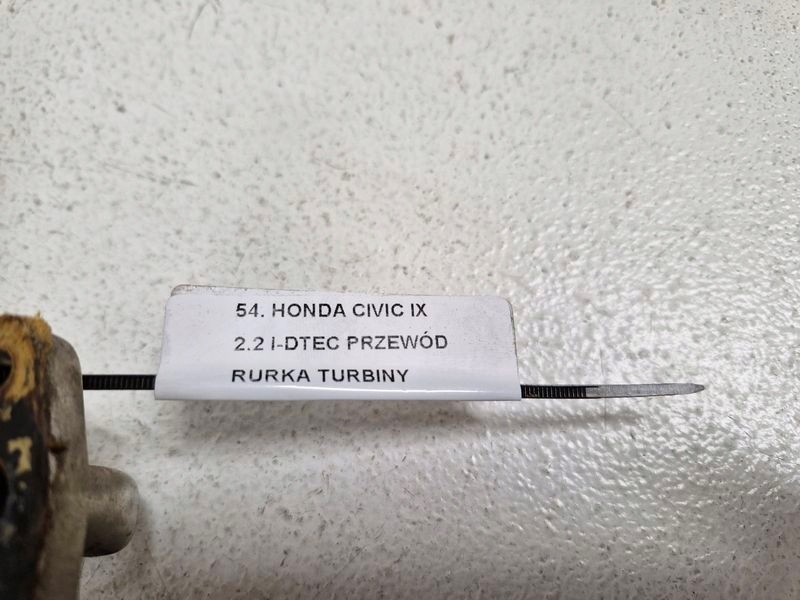 54. HONDA CIVIC IX
2.2 I-DTEC PRZEWÓD
RURKA TURBINY